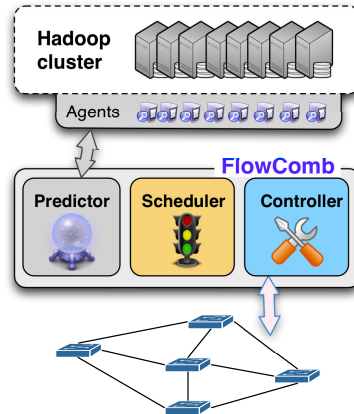 Hadoop
cluster
Agents
FlowComb
Predictor
Scheduler
Controller